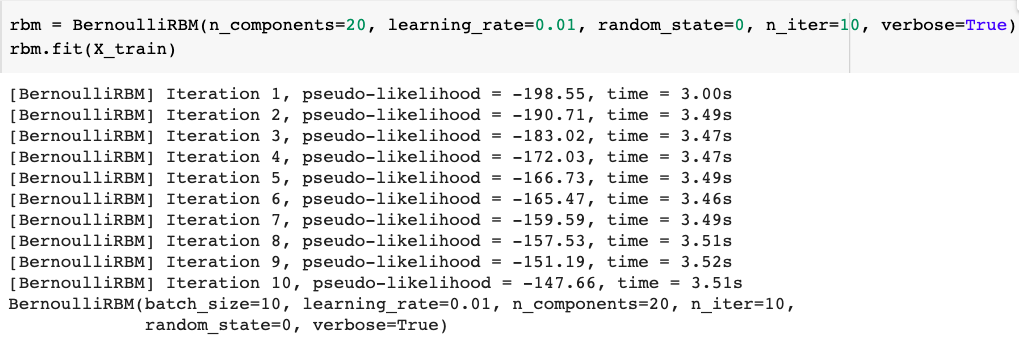 rbm = BernoulliRBM(n_components=20, learning_rate=0.01, random_state=0, n_iter=10, verbose=True)
rbm.fit(X_train)
[BernoulliRBM] Iteration 1, pseudo-likelihood = -198.55, time = 3.00s
[BernoulliRBM] Iteration 2, pseudo-likelihood = -190.71, time = 3.49s
[BernoulliRBM] Iteration 3, pseudo-likelihood = -183.02, time = 3.47s
[BernoulliRBM] Iteration 4, pseudo-likelihood = -172.03, time = 3.47s
[BernoulliRBM] Iteration 5, pseudo-likelihood = -166.73, time = 3.49s
[BernoulliRBM] Iteration 6, pseudo-likelihood = -165.47, time = 3.46s
[BernoulliRBM] Iteration 7, pseudo-likelihood = -159.59, time = 3.49s
[BernoulliRBM] Iteration 8, pseudo-likelihood = -157.53, time = 3.51s
[BernoulliRBM] Iteration 9, pseudo-likelihood = -151.19, time = 3.52s
[BernoulliRBM] Iteration 10, pseudo-likelihood = -147.66, time = 3.51s
BernoulliRBM(batch_size=10, learning_rate=0.01, n_components=20, n_iter=10,
             random_state=0, verbose=True)